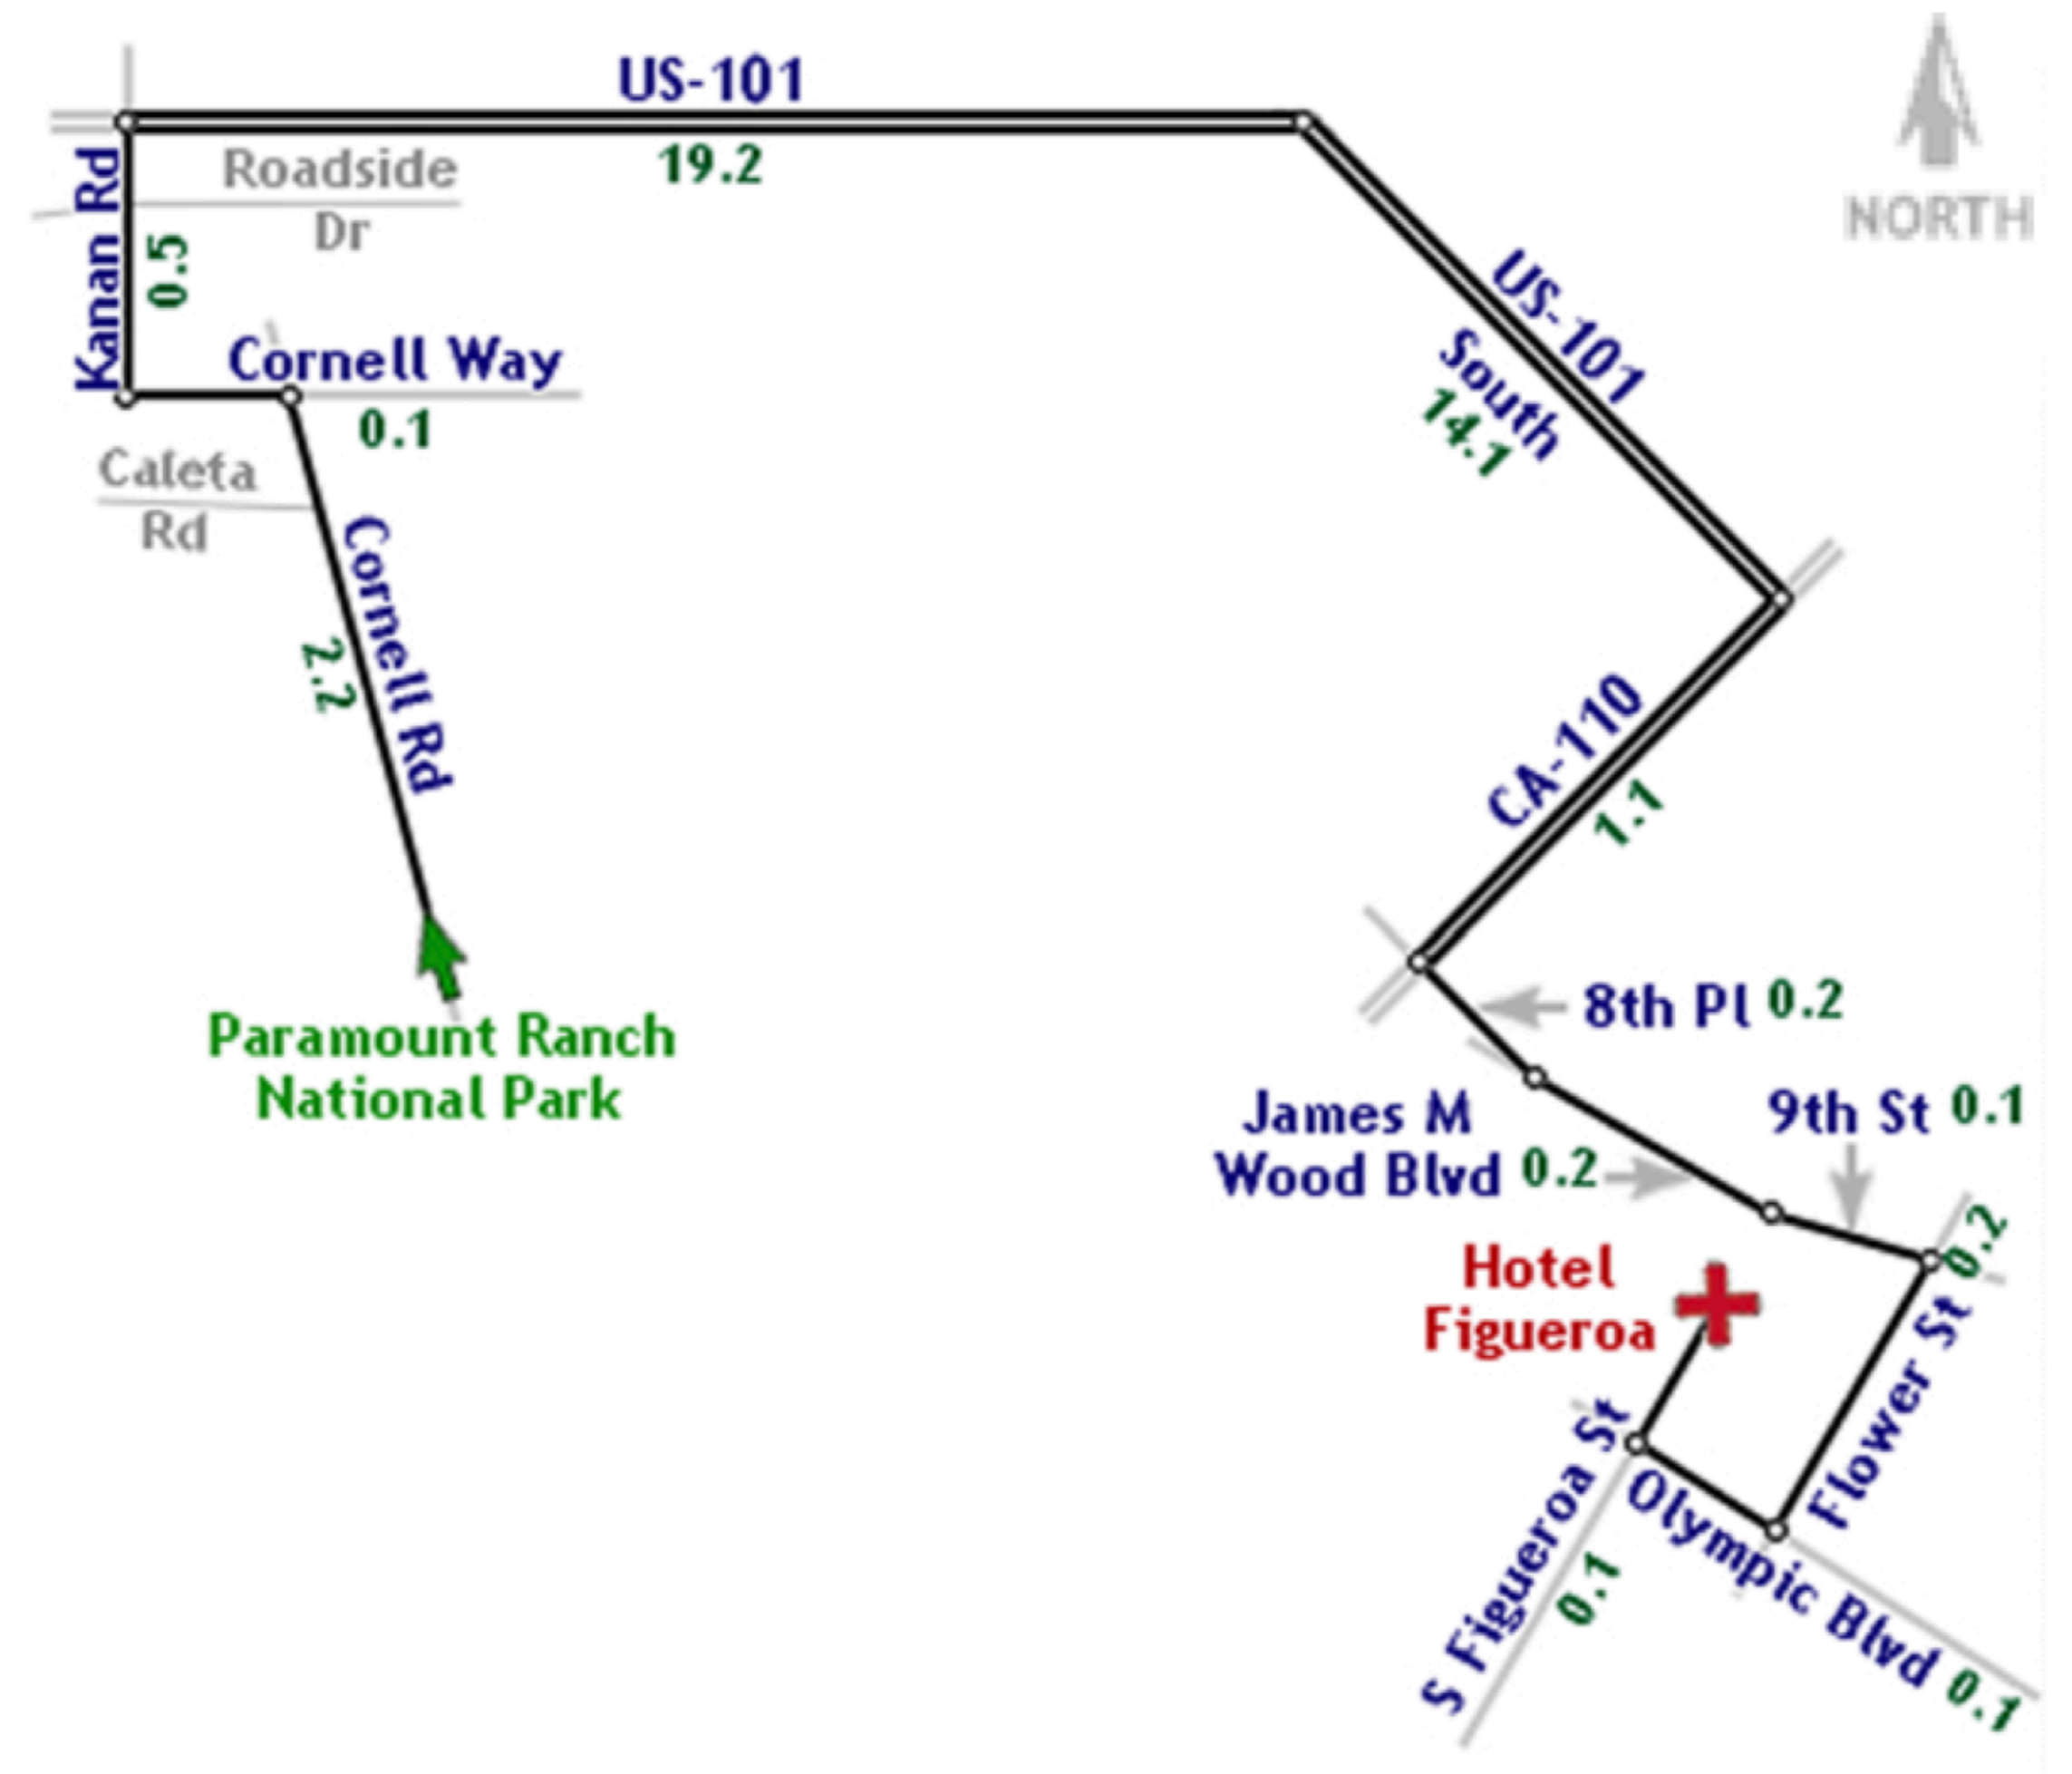 US-101
19.2
NORTH
Kanan Rd
0.5
Roadside
Dr
Cornell Way
0.1
Caleta
Rd
Cornell Rd
2.2
Paramount Ranch
National Park
US-101
South
14.1
CA-110
1.1
8th Pl 0.2
James M
Wood Blvd 0.2
9th St 0.1
0.2
Flower St
Hotel
Figueroa
S Figueroa St
0.1
Olympic Blvd 0.1